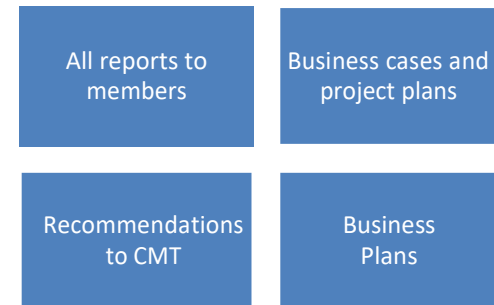 All reports to
members
Business cases and
project plans
Recommendations
to CMT
Business
Plans